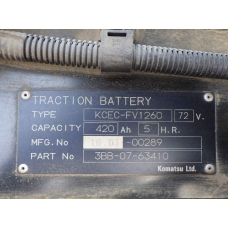 TRACTION BATTERY
TYPE KCEC-FV1260 72 V.
CAPACITY 420 Ah 5 H.R.
MFG.No -00289
PART No 3BB-07-63410
Komatsu Ltd.